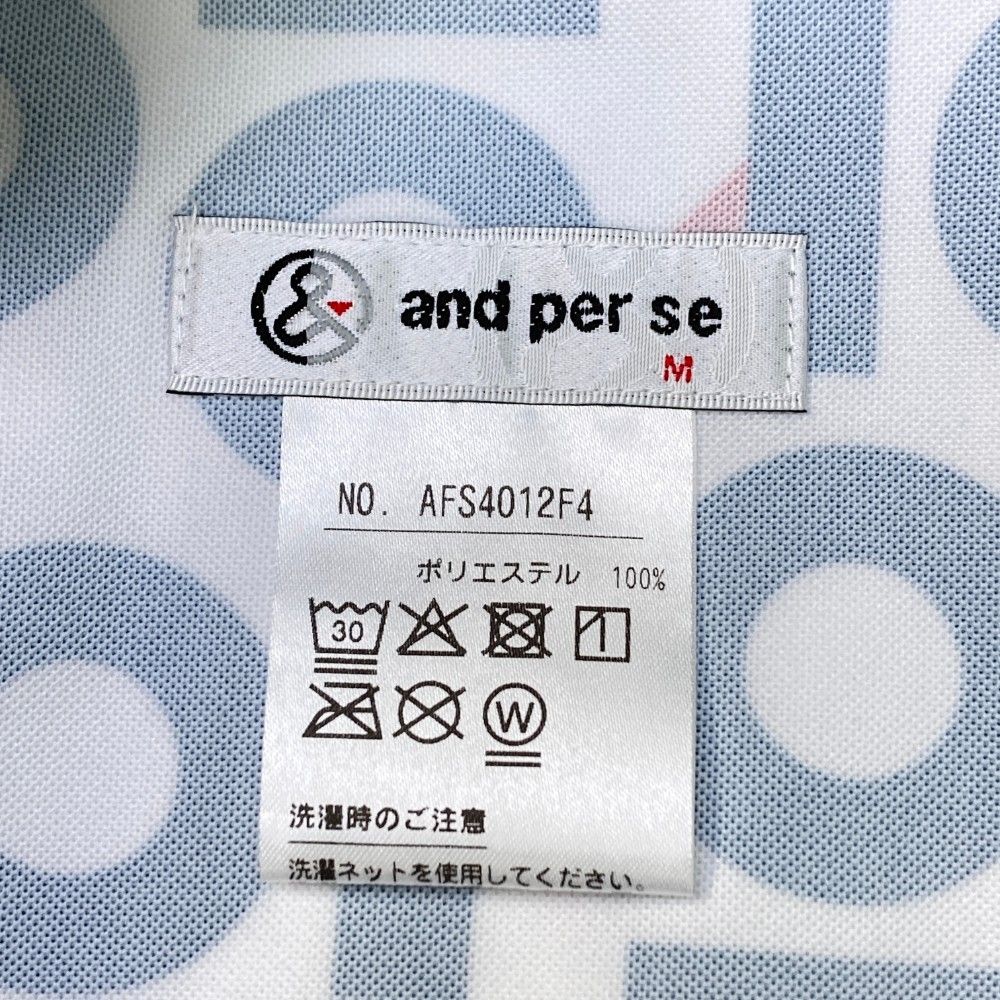 & and per se
M
NO. AFS4012F4
ポリエステル 100%
30
W
洗濯時のご注意
洗濯ネットを使用してください。